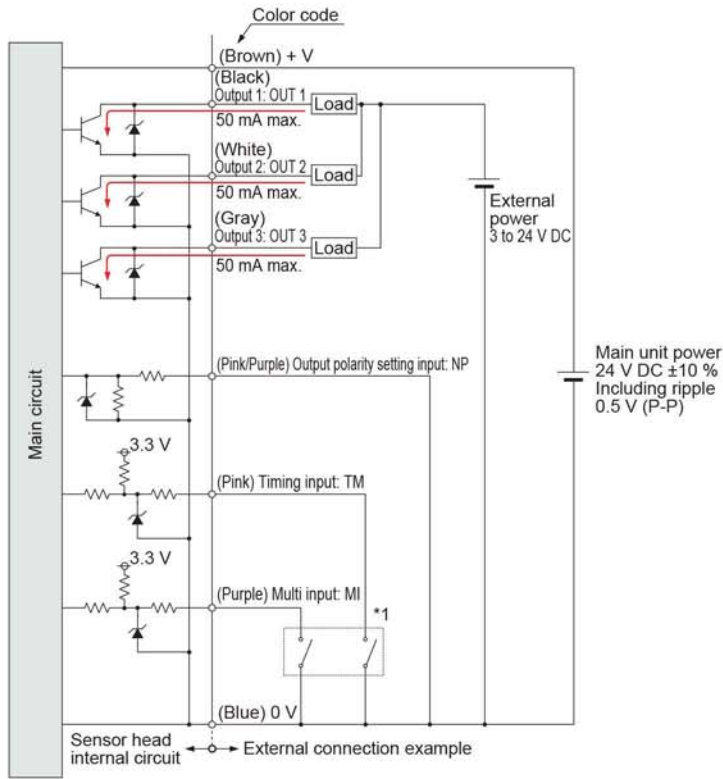 Color code
(Brown) + V
(Black)
Output 1: OUT 1
Load
50 mA max.
(White)
Output 2: OUT 2
Load
50 mA max.
(Gray)
Output 3: OUT 3
Load
50 mA max.
External
power
3 to 24 V DC
Main unit power
24 V DC ±10 %
Including ripple
0.5 V (P-P)
Main circuit
(Pink/Purple) Output polarity setting input: NP
3.3 V
(Pink) Timing input: TM
3.3 V
(Purple) Multi input: MI
*1
(Blue) 0 V
Sensor head
internal circuit
External connection example